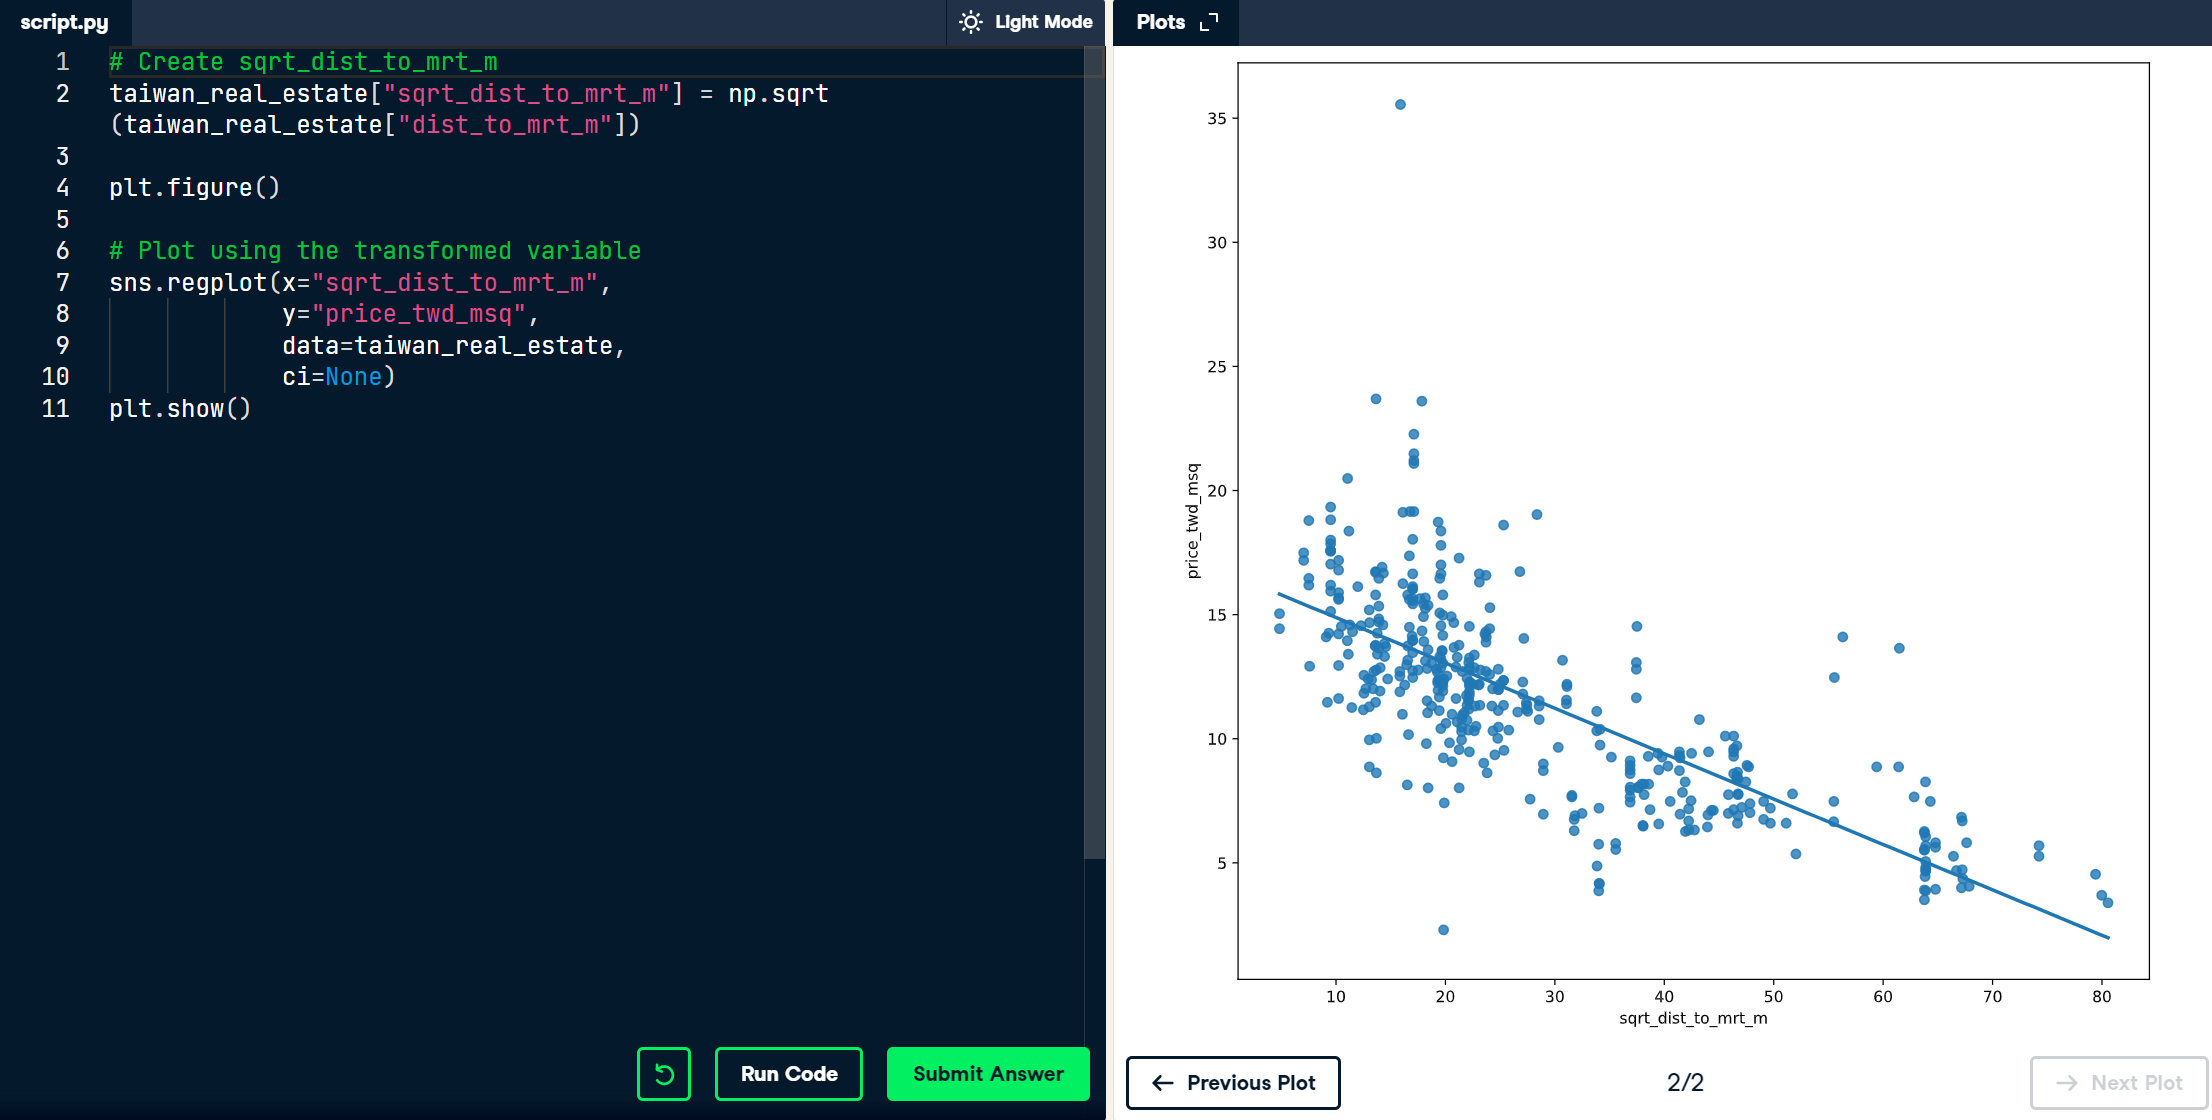 script.py
Light Mode
1 # Create sqrt_dist_to_mrt_m
2 taiwan_real_estate["sqrt_dist_to_mrt_m"] = np.sqrt
(taiwan_real_estate["dist_to_mrt_m"])
3
4 plt.figure()
5
6 # Plot using the transformed variable
7 sns.regplot(x="sqrt_dist_to_mrt_m",
8 y="price_twd_msq",
9 data=taiwan_real_estate,
10 ci=None)
11 plt.show()
Run Code
Submit Answer
Plots
35
30
25
20
15
10
5
price_twd_msq
10 20 30 40 50 60 70 80
sqrt_dist_to_mrt_m
Previous Plot
2/2
Next Plot